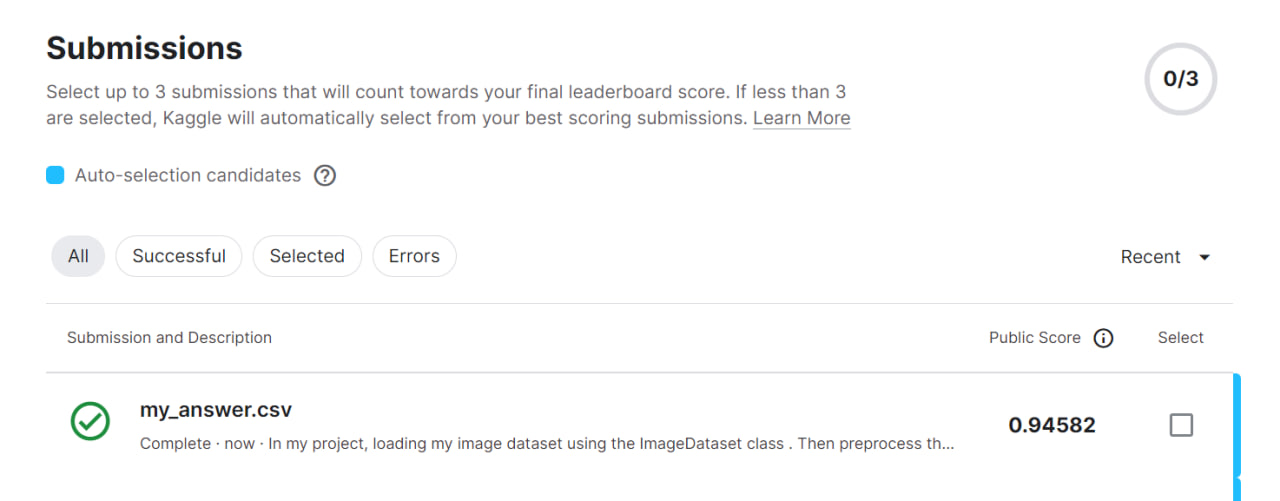 Submissions
0/3
Select up to 3 submissions that will count towards your final leaderboard score. If less than 3
are selected, Kaggle will automatically select from your best scoring submissions. Learn More
Auto-selection candidates ?
All Successful Selected Errors Recent
Submission and Description Public Score i Select
my_answer.csv
Complete · now · In my project, loading my image dataset using the ImageDataset class . Then preprocess th...
0.94582